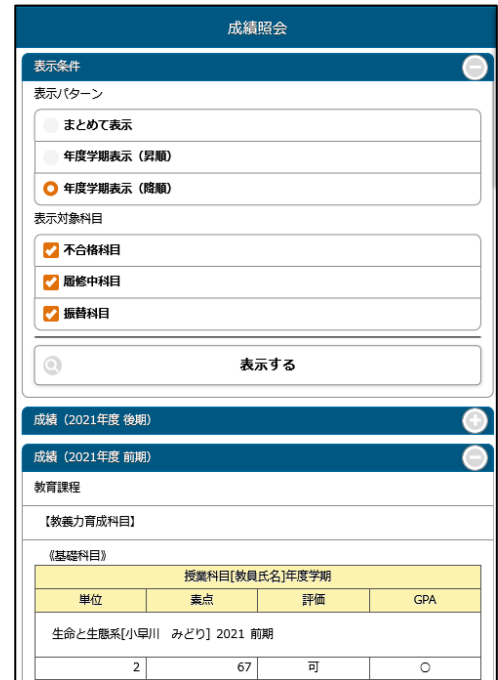 成績照会
表示条件
表示パターン
まとめて表示
年度学期表示（昇順）
年度学期表示（降順）
表示対象科目
不合格科目
履修中科目
振替科目
表示する
成績（2021年度 後期）
成績（2021年度 前期）
教育課程
【教義力育成科目】
《基礎科目》
授業科目[教員氏名]年度学期
単位 素点 評価 GPA
生命と生態系[小早川　みどり] 2021 前期
2 67 可 ○